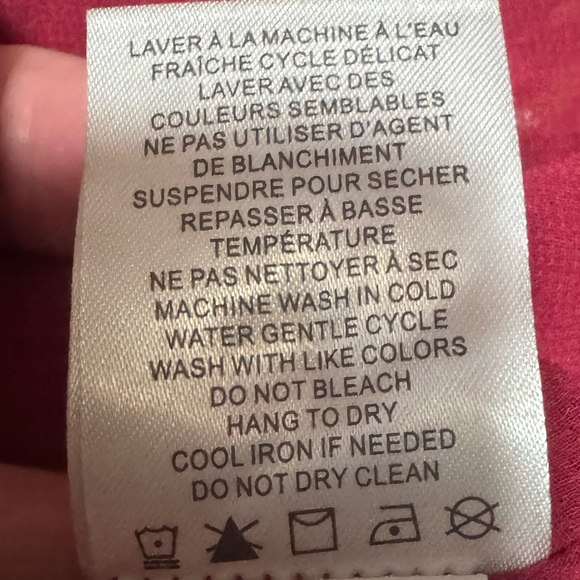 LAVER À LA MACHINE À L'EAU
FRAÎCHE CYCLE DÉLICAT
LAVER AVEC DES
COULEURS SEMBLABLES
NE PAS UTILISER D'AGENT
DE BLANCHIMENT
SUSPENDRE POUR SECHER
REPASSER À BASSE
TEMPÉRATURE
NE PAS NETTOYER À SEC
MACHINE WASH IN COLD
WATER GENTLE CYCLE
WASH WITH LIKE COLORS
DO NOT BLEACH
HANG TO DRY
COOL IRON IF NEEDED
DO NOT DRY CLEAN